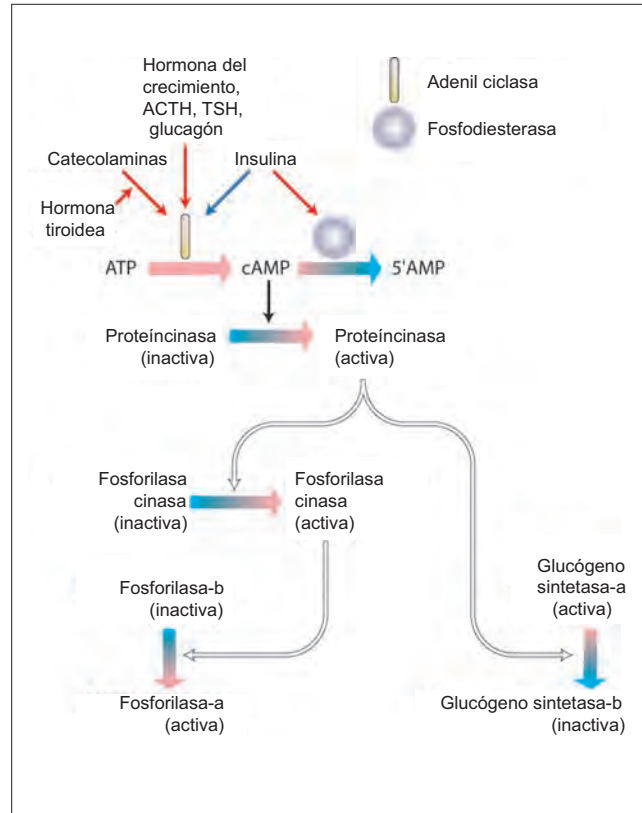 Hormona del
crecimiento,
ACTH, TSH,
glucagón
Adenil ciclasa
Fosfodiesterasa
Catecolaminas
Insulina
Hormona
tiroidea
ATP
cAMP
5'AMP
Proteíncinasa
(inactiva)
Proteíncinasa
(activa)
Fosforilasa
cinasa
(inactiva)
Fosforilasa
cinasa
(activa)
Fosforilasa-b
(inactiva)
Glucógeno
sintetasa-a
(activa)
Fosforilasa-a
(activa)
Glucógeno sintetasa-b
(inactiva)